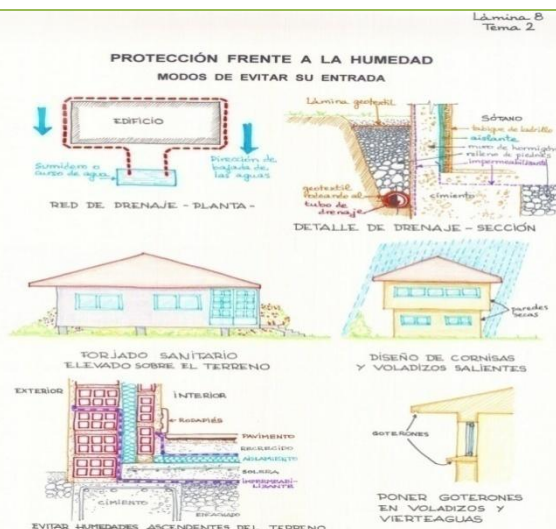 Lámina 8
Tema 2
PROTECCIÓN FRENTE A LA HUMEDAD
MODOS DE EVITAR SU ENTRADA
EDIFICIO
Sumidero o
curso de agua
Dirección de
bajada de
las aguas
RED DE DRENAJE - PLANTA -
Lámina geotextil
SÓTANO
tabique de ladrillo
aislante
muro de hormigón
relleno de piedras
impermeabilizante
geotextil
rodeando al
tubo de
drenaje
cimiento
DETALLE DE DRENAJE - SECCIÓN
FORJADO SANITARIO
ELEVADO SOBRE EL TERRENO
paredes
secas
DISEÑO DE CORNISAS
Y VOLADIZOS SALIENTES
EXTERIOR
INTERIOR
RODAPIÉS
PAVIMENTO
AISLAMIENTO
SOLERA
IMPERMEABI-
LIZANTE
CIMIENTO
ENCACHADO
EVITAR HUMEDADES ASCENDENTES DEL TERRENO
GOTERONES
PONER GOTERONES
EN VOLADIZOS Y
VIERTEAGUAS